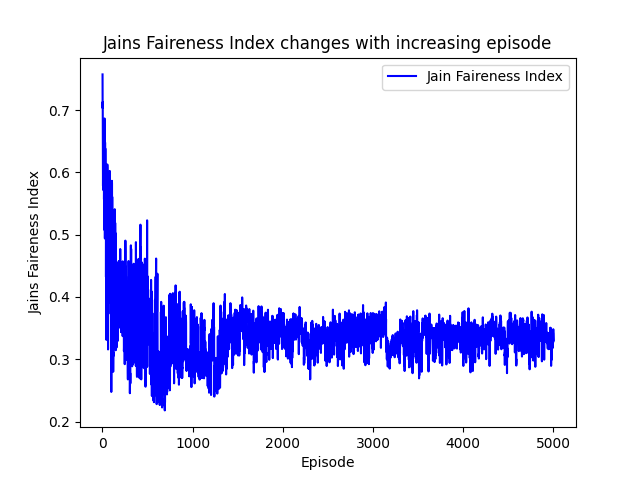 Jains Faireness Index changes with increasing episode
Jain Faireness Index
Jains Faireness Index
0.7
0.6
0.5
0.4
0.3
0.2
0 1000 2000 3000 4000 5000
Episode